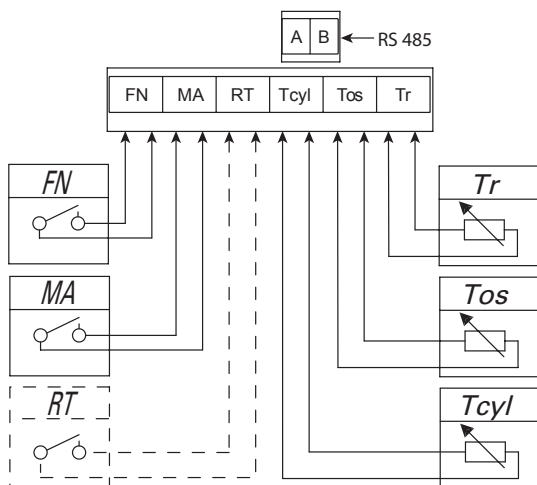 A B RS 485
FN MA RT Tcyl Tos Tr
FN
Tr
MA
Tos
RT
Tcyl